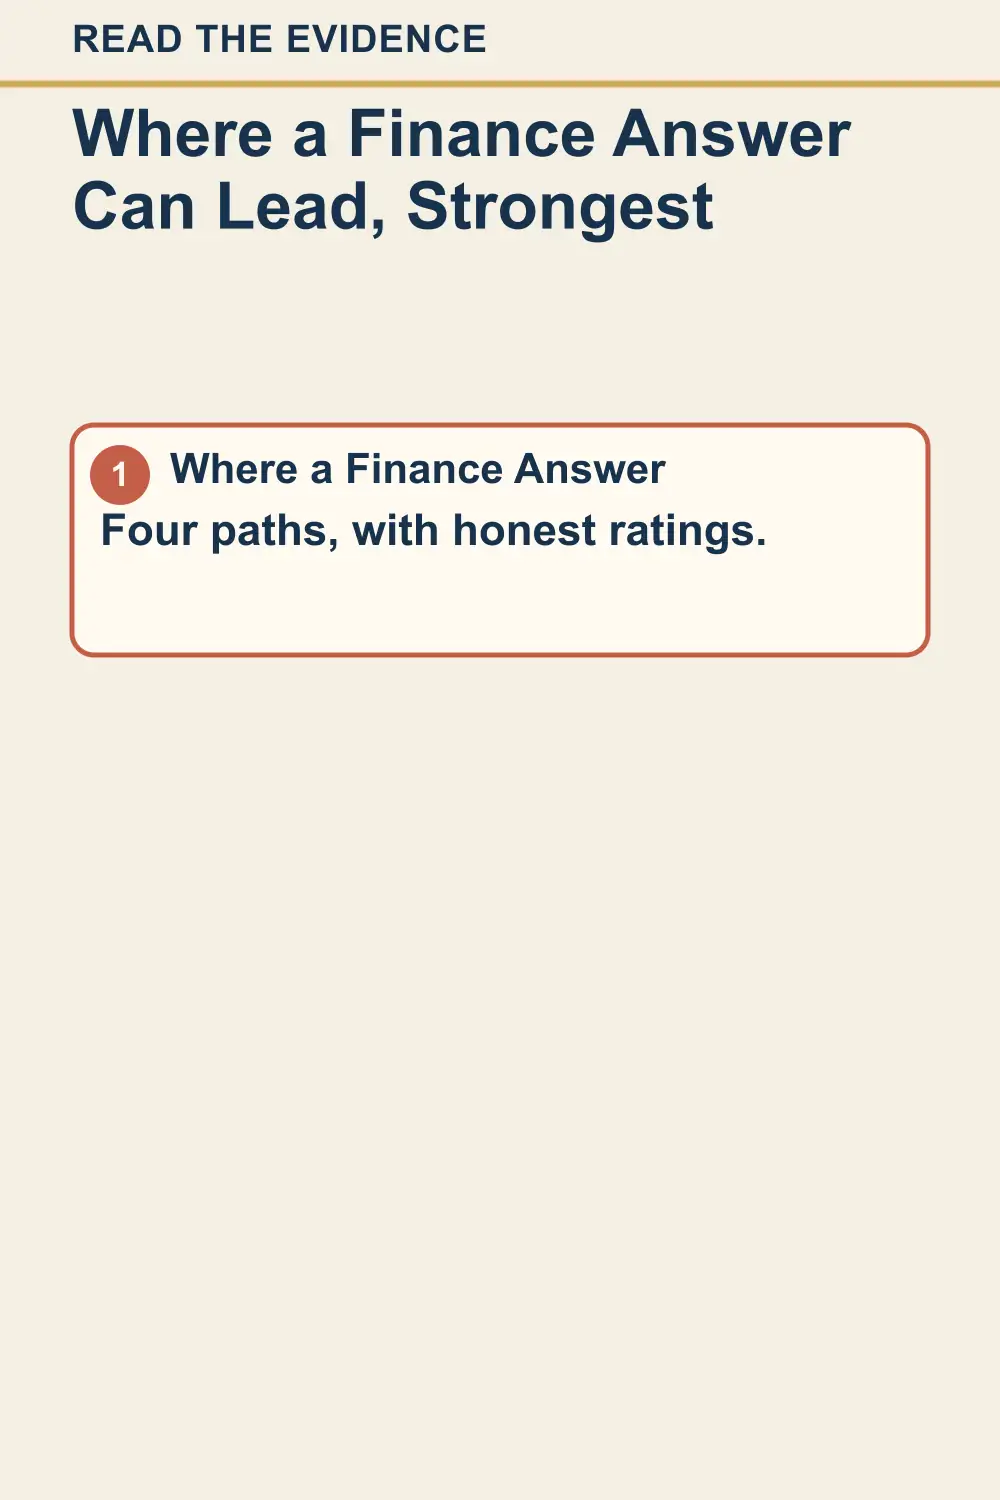 READ THE EVIDENCE
Where a Finance Answer
Can Lead, Strongest
1 Where a Finance Answer
Four paths, with honest ratings.